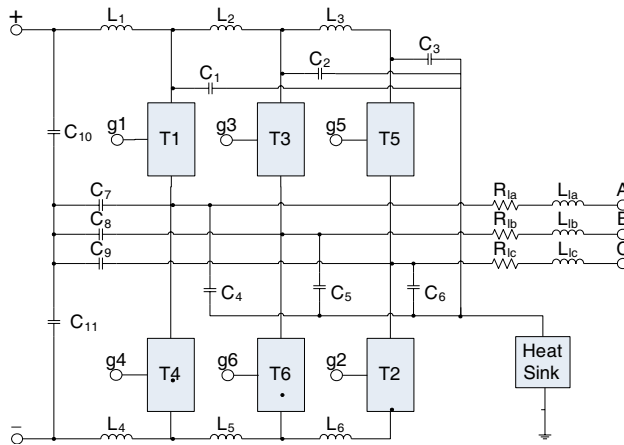 + L₁ L₂ L₃
C₃
C₂
C₁
C₁₀ g1 T1 g3 T3 g5 T5
C₇ Rₗₐ Lₗₐ A
C₈ Rₗb Lₗb B
C₉ Rₗc Lₗc C
C₄ C₅ C₆
C₁₁
g4 T4 g6 T6 g2 T2 Heat
Sink
− L₄ L₅ L₆